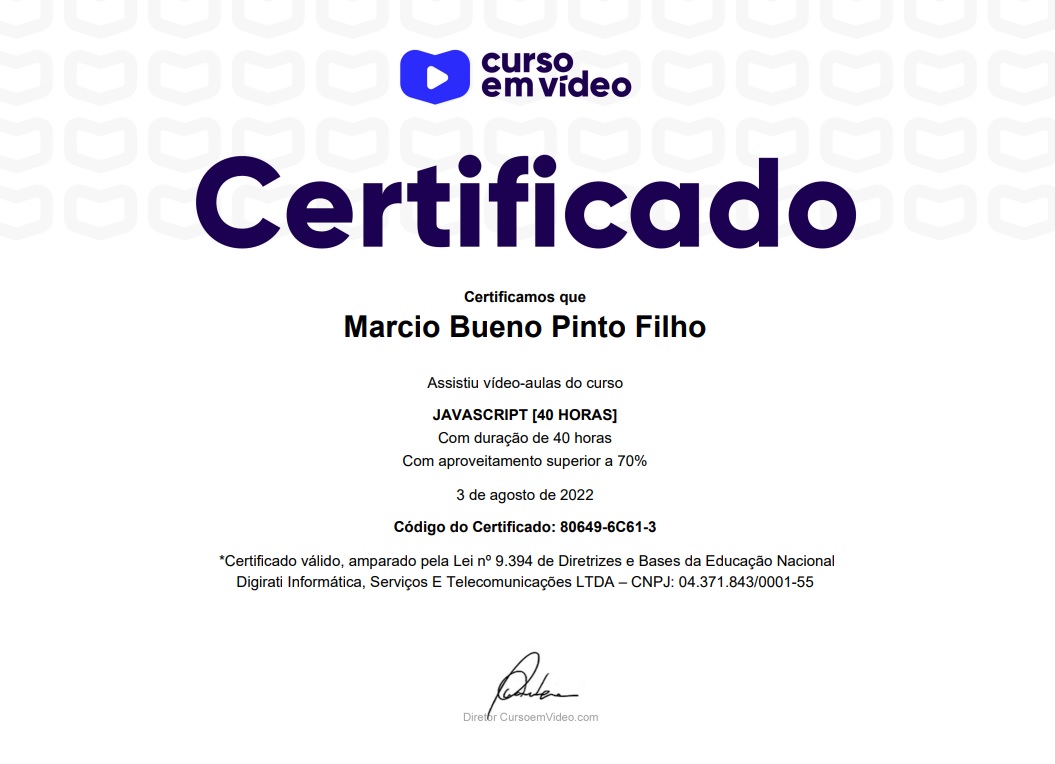 curso
em vídeo
Certificado
Certificamos que
Marcio Bueno Pinto Filho
Assistiu vídeo-aulas do curso
JAVASCRIPT [40 HORAS]
Com duração de 40 horas
Com aproveitamento superior a 70%
3 de agosto de 2022
Código do Certificado: 80649-6C61-3
*Certificado válido, amparado pela Lei nº 9.394 de Diretrizes e Bases da Educação Nacional
Digirati Informática, Serviços E Telecomunicações LTDA – CNPJ: 04.371.843/0001-55
Diretor CursoemVideo.com